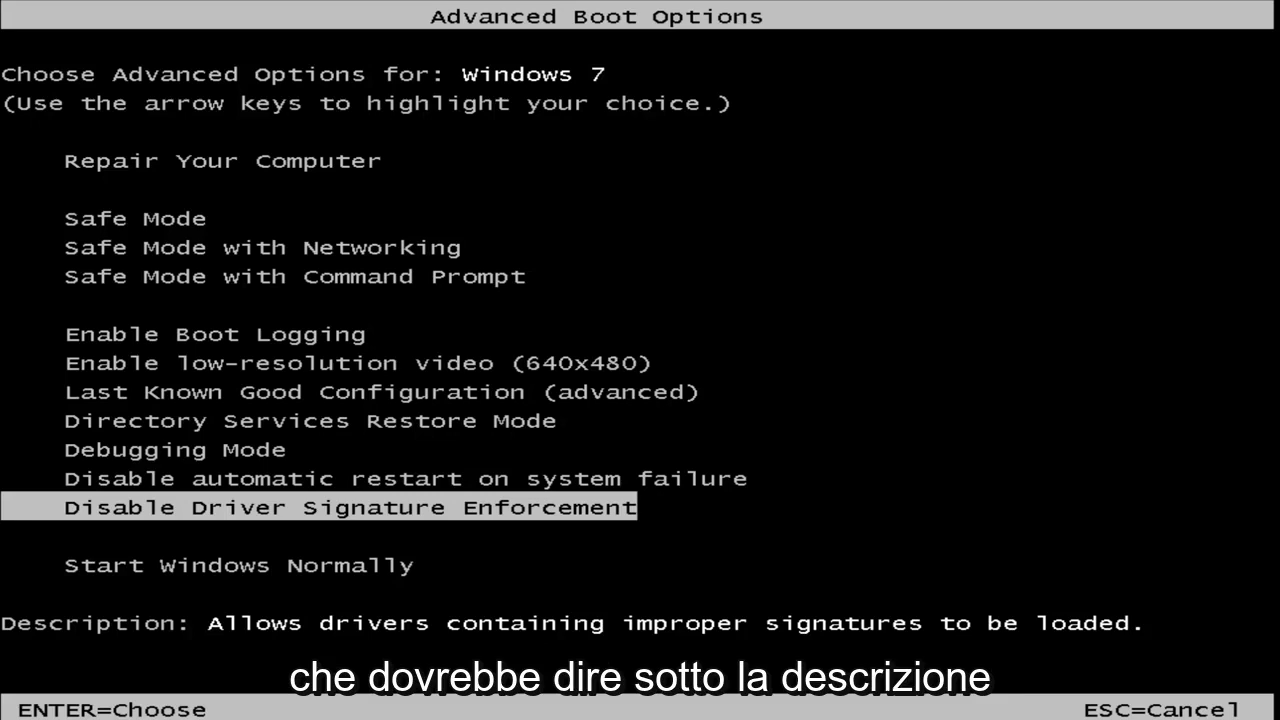 Advanced Boot Options
Choose Advanced Options for: Windows 7
(Use the arrow keys to highlight your choice.)
Repair Your Computer
Safe Mode
Safe Mode with Networking
Safe Mode with Command Prompt
Enable Boot Logging
Enable low-resolution video (640x480)
Last Known Good Configuration (advanced)
Directory Services Restore Mode
Debugging Mode
Disable automatic restart on system failure
Disable Driver Signature Enforcement
Start Windows Normally
Description: Allows drivers containing improper signatures to be loaded.
che dovrebbe dire sotto la descrizione
ENTER=Choose ESC=Cancel